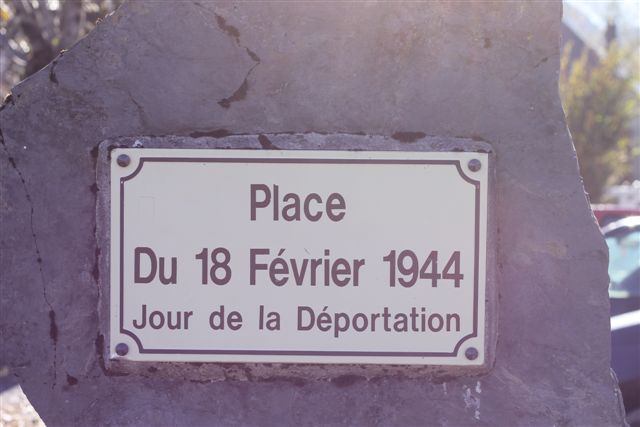 Place
Du 18 Février 1944
Jour de la Déportation